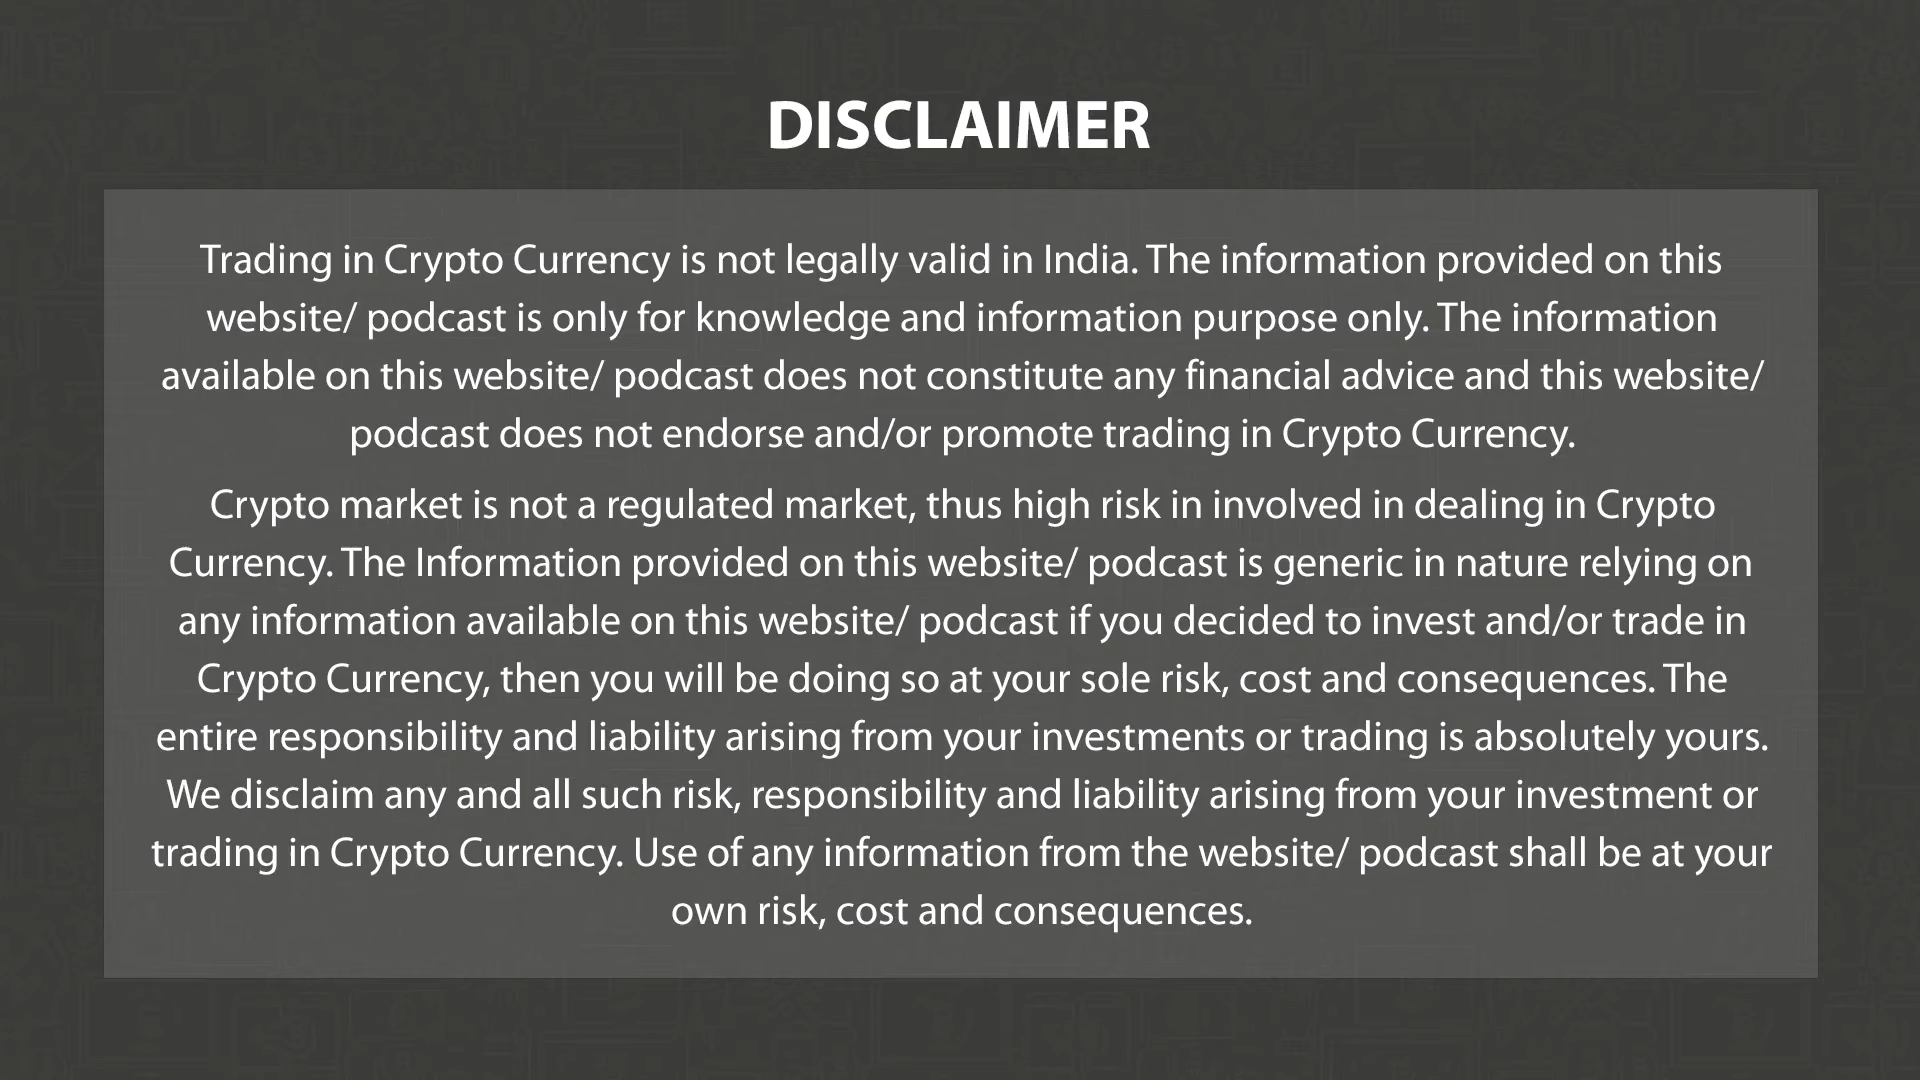 DISCLAIMER
Trading in Crypto Currency is not legally valid in India. The information provided on this
website/ podcast is only for knowledge and information purpose only. The information
available on this website/ podcast does not constitute any financial advice and this website/
podcast does not endorse and/or promote trading in Crypto Currency.
Crypto market is not a regulated market, thus high risk in involved in dealing in Crypto
Currency. The Information provided on this website/ podcast is generic in nature relying on
any information available on this website/ podcast if you decided to invest and/or trade in
Crypto Currency, then you will be doing so at your sole risk, cost and consequences. The
entire responsibility and liability arising from your investments or trading is absolutely yours.
We disclaim any and all such risk, responsibility and liability arising from your investment or
trading in Crypto Currency. Use of any information from the website/ podcast shall be at your
own risk, cost and consequences.